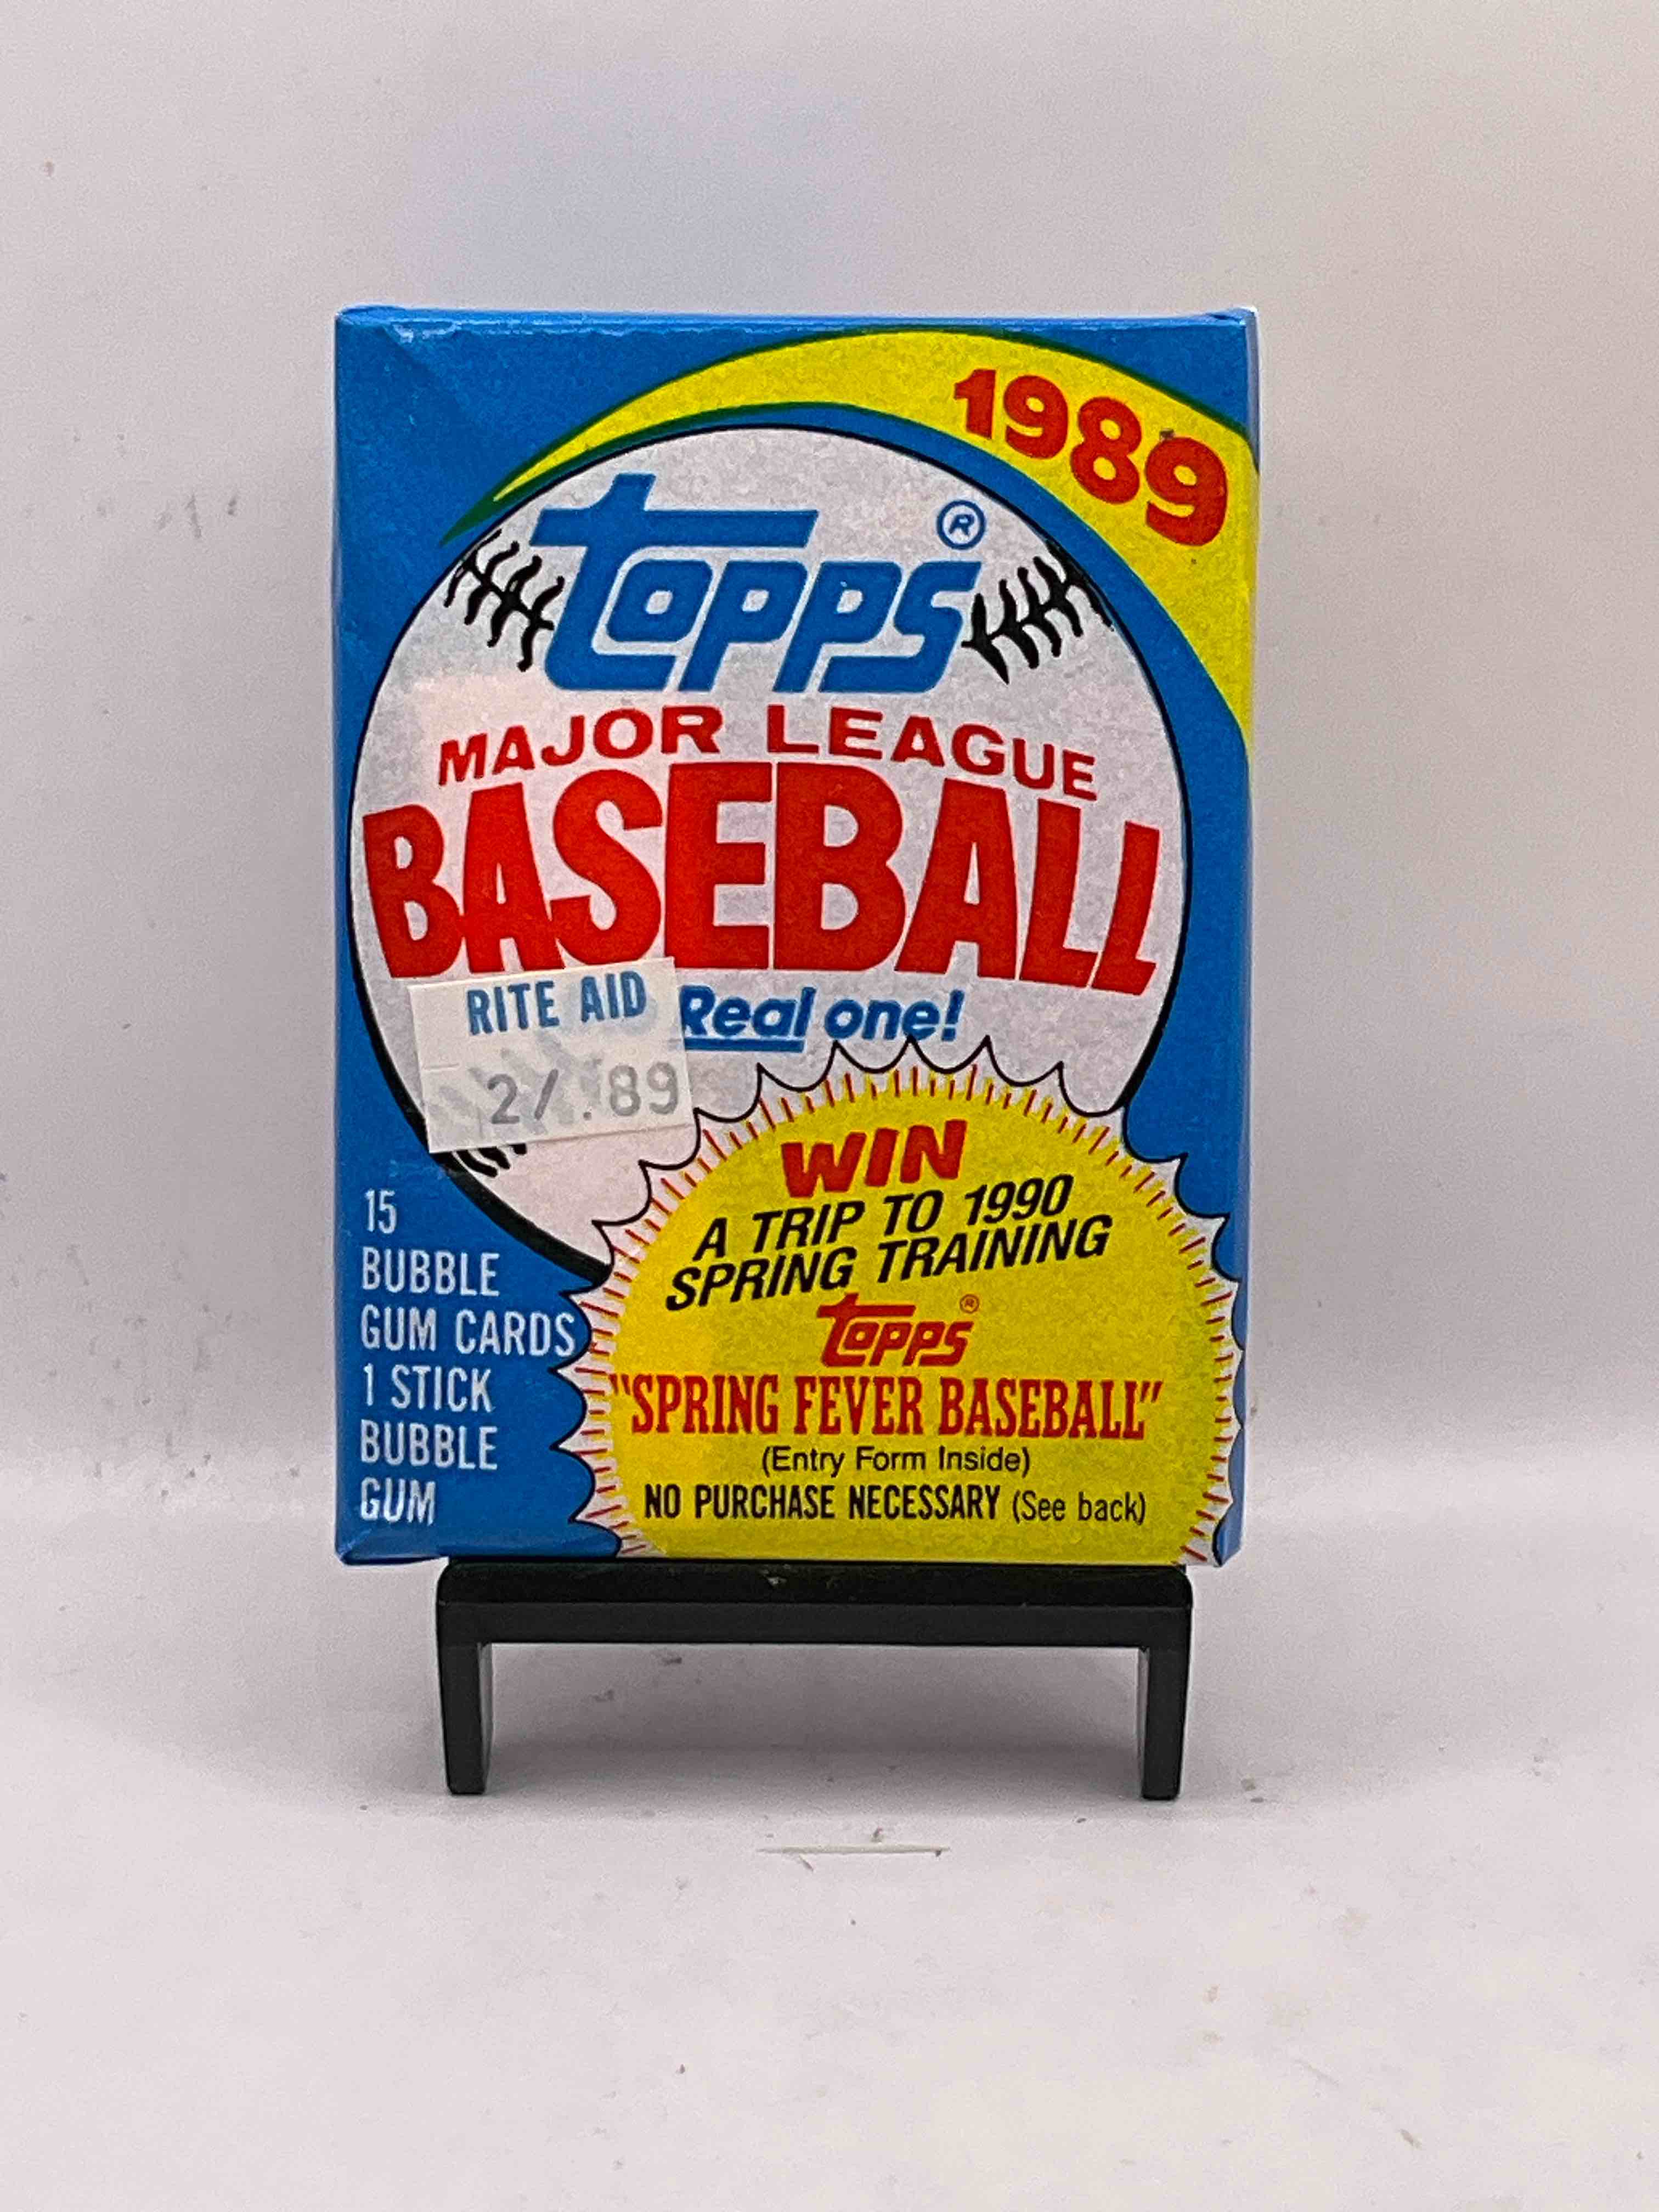 1989
topps®
MAJOR LEAGUE
BASEBALL
Real one!
RITE AID
2/.89
15
BUBBLE
GUM CARDS
1 STICK
BUBBLE
GUM
WIN
A TRIP TO 1990
SPRING TRAINING
topps®
"SPRING FEVER BASEBALL"
(Entry Form Inside)
NO PURCHASE NECESSARY (See back)